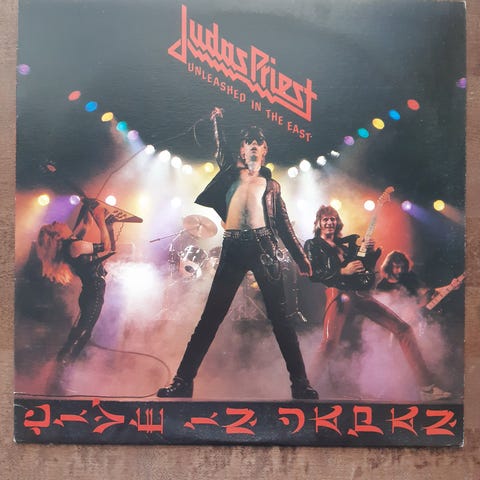 Judas Priest
UNLEASHED IN THE EAST
LIVE IN JAPAN